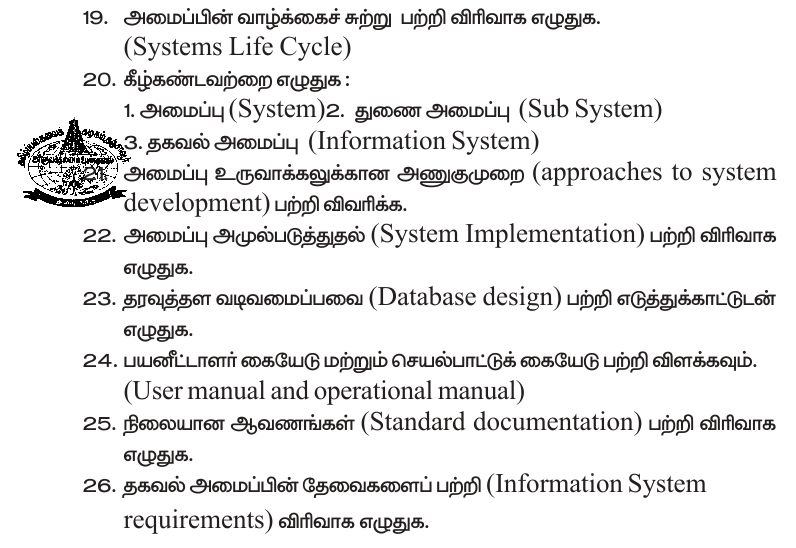 19. அமைப்பின் வாழ்க்கைச் சுற்று பற்றி விரிவாக எழுதுக.
(Systems Life Cycle)
20. கீழ்கண்டவற்றை எழுதுக :
1. அமைப்பு (System)2. துணை அமைப்பு (Sub System)
3. தகவல் அமைப்பு (Information System)
அமைப்பு உருவாக்கலுக்கான அணுகுமுறை (approaches to system
development) பற்றி விவரிக்க.
22. அமைப்பு அமுல்படுத்துதல் (System Implementation) பற்றி விரிவாக
எழுதுக.
23. தரவுத்தள வடிவமைப்பவை (Database design) பற்றி எடுத்துக்காட்டுடன்
எழுதுக.
24. பயனீட்டாளர் கையேடு மற்றும் செயல்பாட்டுக் கையேடு பற்றி விளக்கவும்.
(User manual and operational manual)
25. நிலையான ஆவணங்கள் (Standard documentation) பற்றி விரிவாக
எழுதுக.
26. தகவல் அமைப்பின் தேவைகளைப் பற்றி (Information System
requirements) விரிவாக எழுதுக.